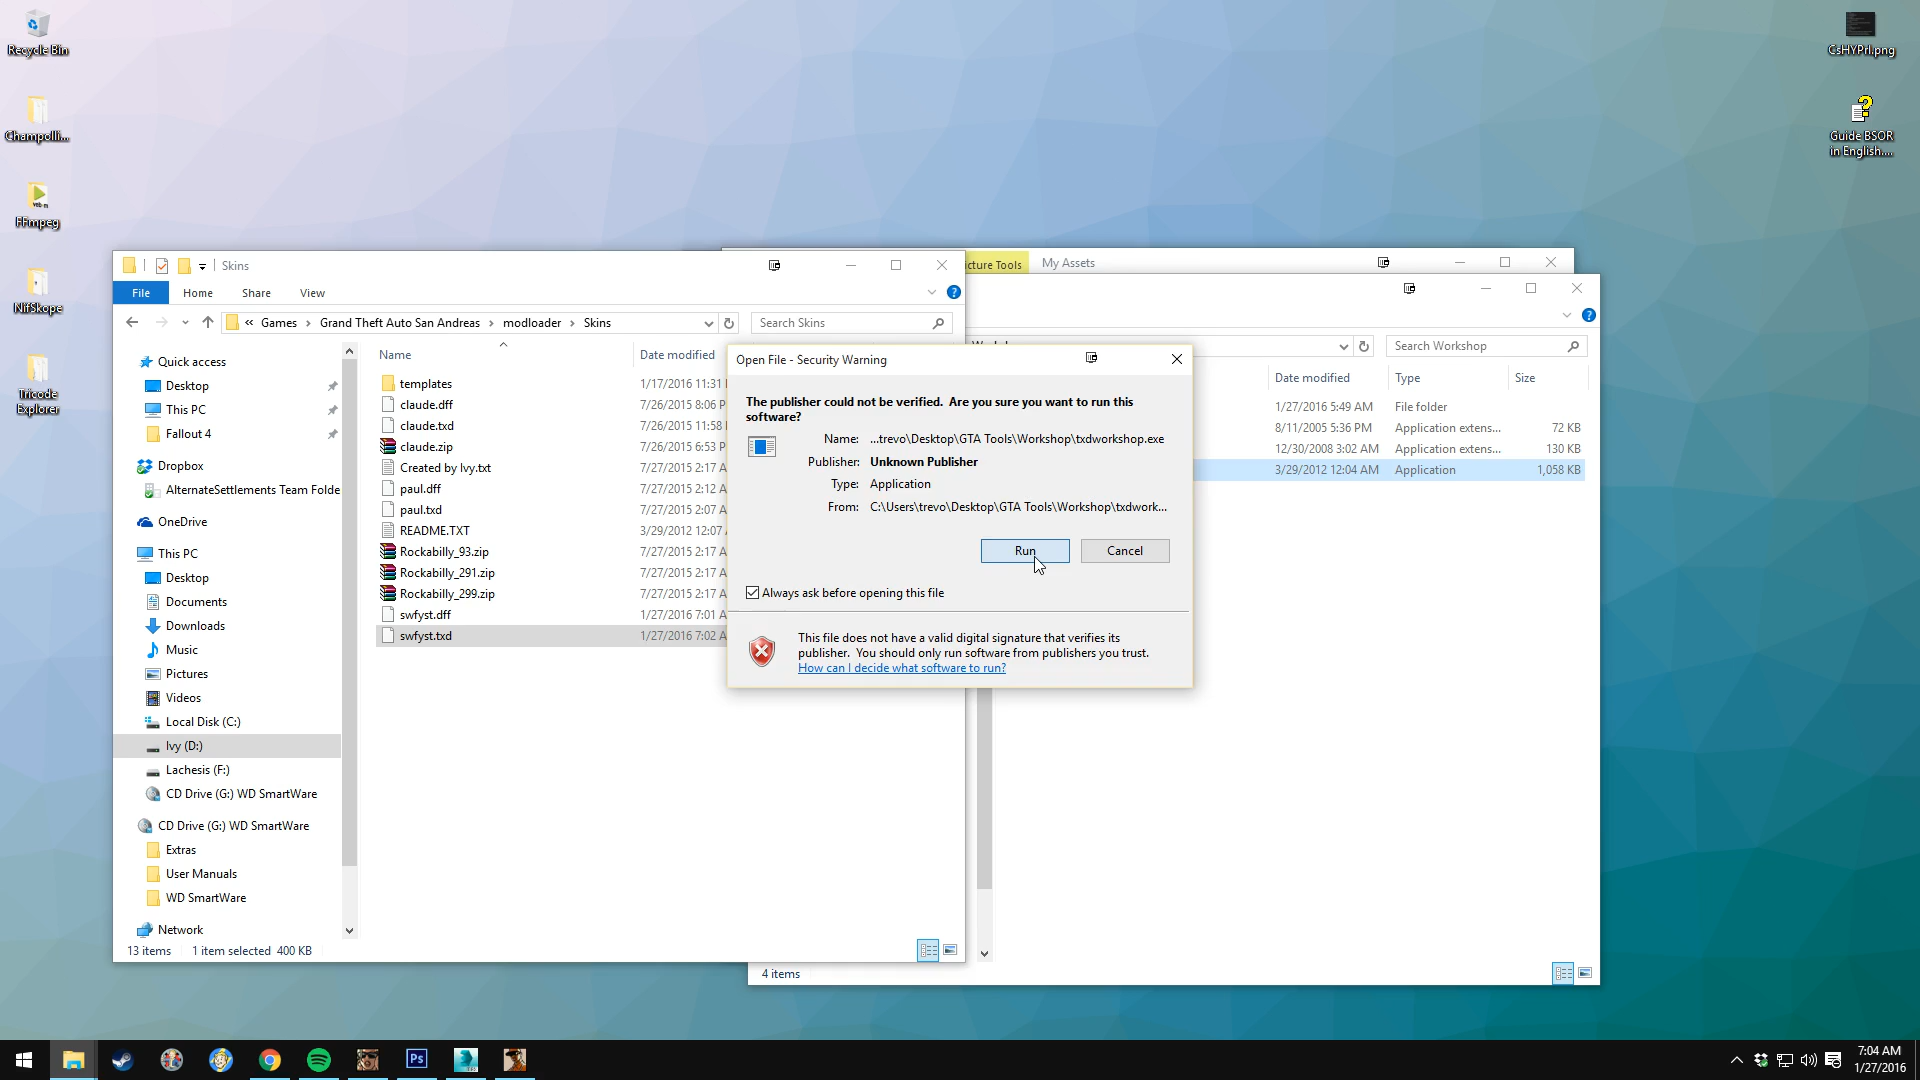 Recycle Bin
Champolli...
FFmpeg
NifSkope
Tricode
Explorer
CsHYPrl.png
Guide BSOR
in English....
Skins
File
Home
Share
View
« Games > Grand Theft Auto San Andreas > modloader > Skins
Search Skins
Quick access
Desktop
This PC
Fallout 4
Dropbox
AlternateSettlements Team Folde
OneDrive
This PC
Desktop
Documents
Downloads
Music
Pictures
Videos
Local Disk (C:)
Ivy (D:)
Lachesis (F:)
CD Drive (G:) WD SmartWare
CD Drive (G:) WD SmartWare
Extras
User Manuals
WD SmartWare
Network
Name Date modified
templates 1/17/2016 11:31
claude.dff 7/26/2015 8:06 P
claude.txd 7/26/2015 11:58
claude.zip 7/26/2015 6:53 P
Created by Ivy.txt 7/27/2015 2:17 A
paul.dff 7/27/2015 2:12 A
paul.txd 7/27/2015 2:07 A
README.TXT 3/29/2012 12:07
Rockabilly_93.zip 7/27/2015 2:17 A
Rockabilly_291.zip 7/27/2015 2:17 A
Rockabilly_299.zip 7/27/2015 2:17 A
swfyst.dff 1/27/2016 7:01 A
swfyst.txd 1/27/2016 7:02 A
13 items 1 item selected 400 KB
icture Tools My Assets
Search Workshop
Date modified Type Size
1/27/2016 5:49 AM File folder
8/11/2005 5:36 PM Application extens... 72 KB
12/30/2008 3:02 AM Application extens... 130 KB
3/29/2012 12:04 AM Application 1,058 KB
4 items
Open File - Security Warning
The publisher could not be verified. Are you sure you want to run this
software?
Name: ...trevo\Desktop\GTA Tools\Workshop\txdworkshop.exe
Publisher: Unknown Publisher
Type: Application
From: C:\Users\trevo\Desktop\GTA Tools\Workshop\txdwork...
Run
Cancel
Always ask before opening this file
This file does not have a valid digital signature that verifies its
publisher. You should only run software from publishers you trust.
How can I decide what software to run?
Ps
7:04 AM
1/27/2016